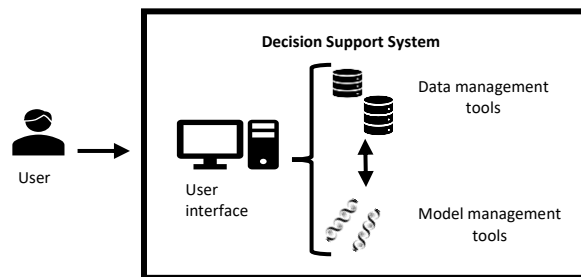 Decision Support System
Data management
tools
User
User
interface
Model management
tools